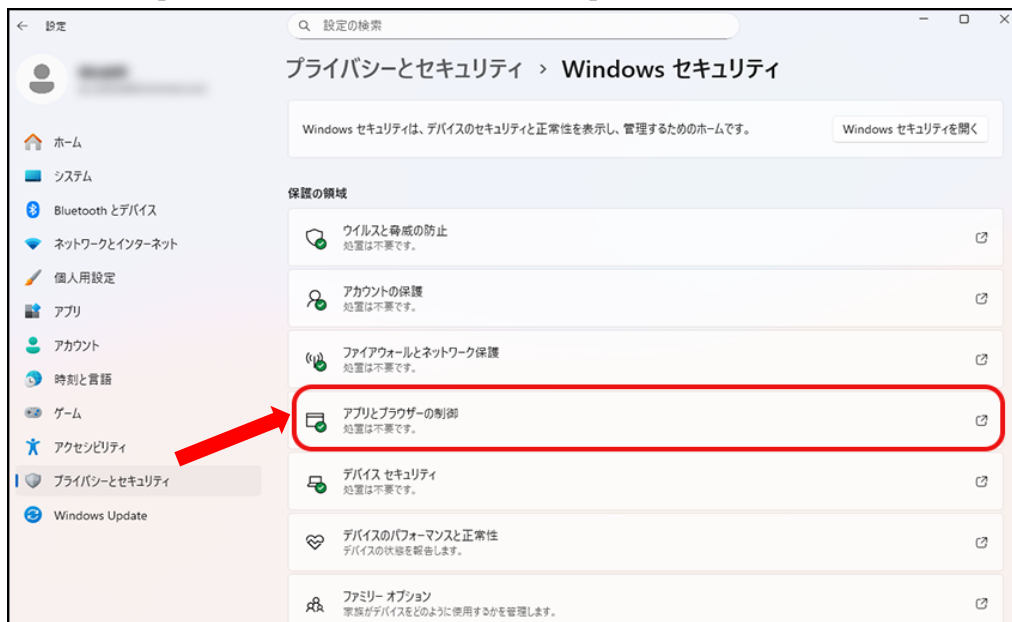 設定
設定の検索
プライバシーとセキュリティ › Windows セキュリティ
Windows セキュリティは、デバイスのセキュリティと正常性を表示し、管理するためのホームです。
Windows セキュリティを開く
ホーム
システム
Bluetooth とデバイス
ネットワークとインターネット
個人用設定
アプリ
アカウント
時刻と言語
ゲーム
アクセシビリティ
プライバシーとセキュリティ
Windows Update
保護の領域
ウイルスと脅威の防止
処置は不要です。
アカウントの保護
処置は不要です。
ファイアウォールとネットワーク保護
処置は不要です。
アプリとブラウザーの制御
処置は不要です。
デバイス セキュリティ
処置は不要です。
デバイスのパフォーマンスと正常性
デバイスの状態を報告します。
ファミリー オプション
家族がデバイスをどのように使用するかを管理します。